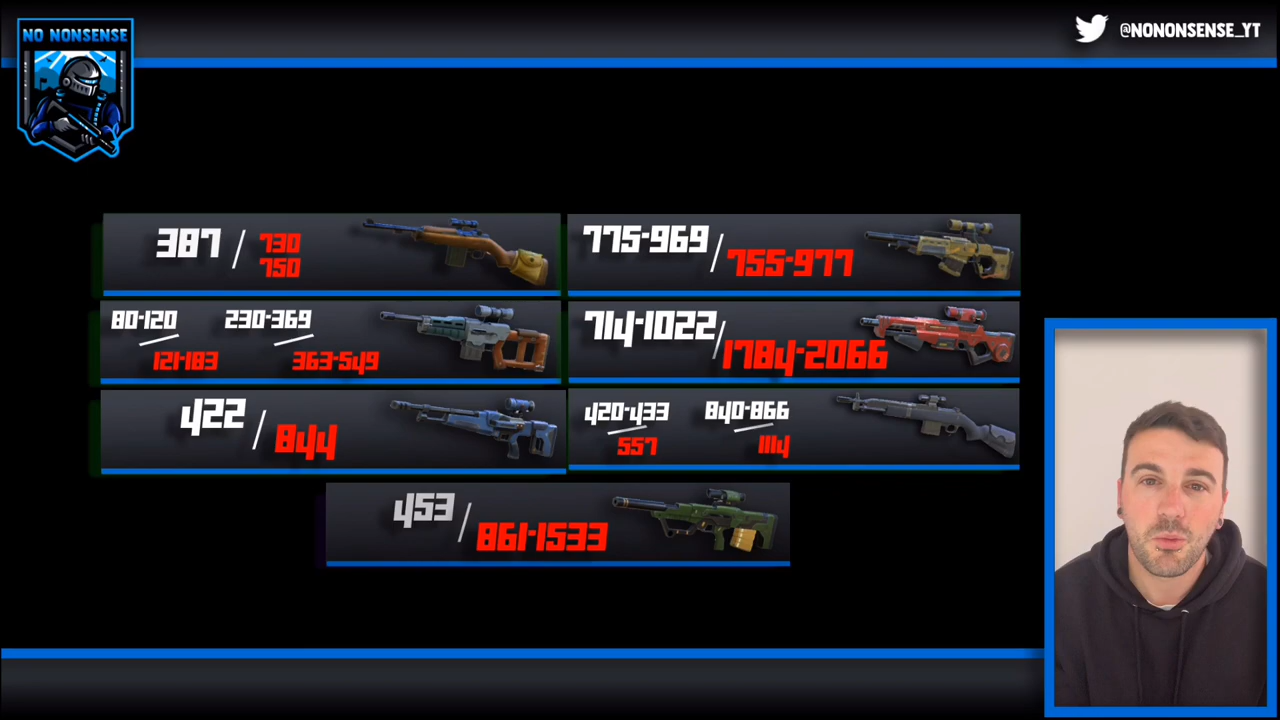 NO NONSENSE
@NONONSENSE_YT
387 / 730
750
775-969 / 755-977
80-120 230-369
121-183 363-549
714-1022 / 1784-2066
422 / 844
420-433 840-866
557 1114
453 / 861-1533